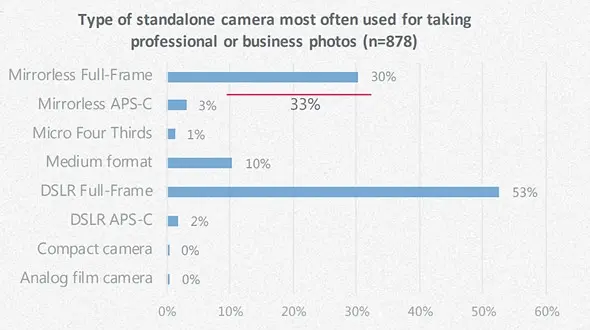 Type of standalone camera most often used for taking
professional or business photos (n=878)
Mirrorless Full-Frame 30%
Mirrorless APS-C 3% 33%
Micro Four Thirds 1%
Medium format 10%
DSLR Full-Frame 53%
DSLR APS-C 2%
Compact camera 0%
Analog film camera 0%
0% 10% 20% 30% 40% 50% 60%